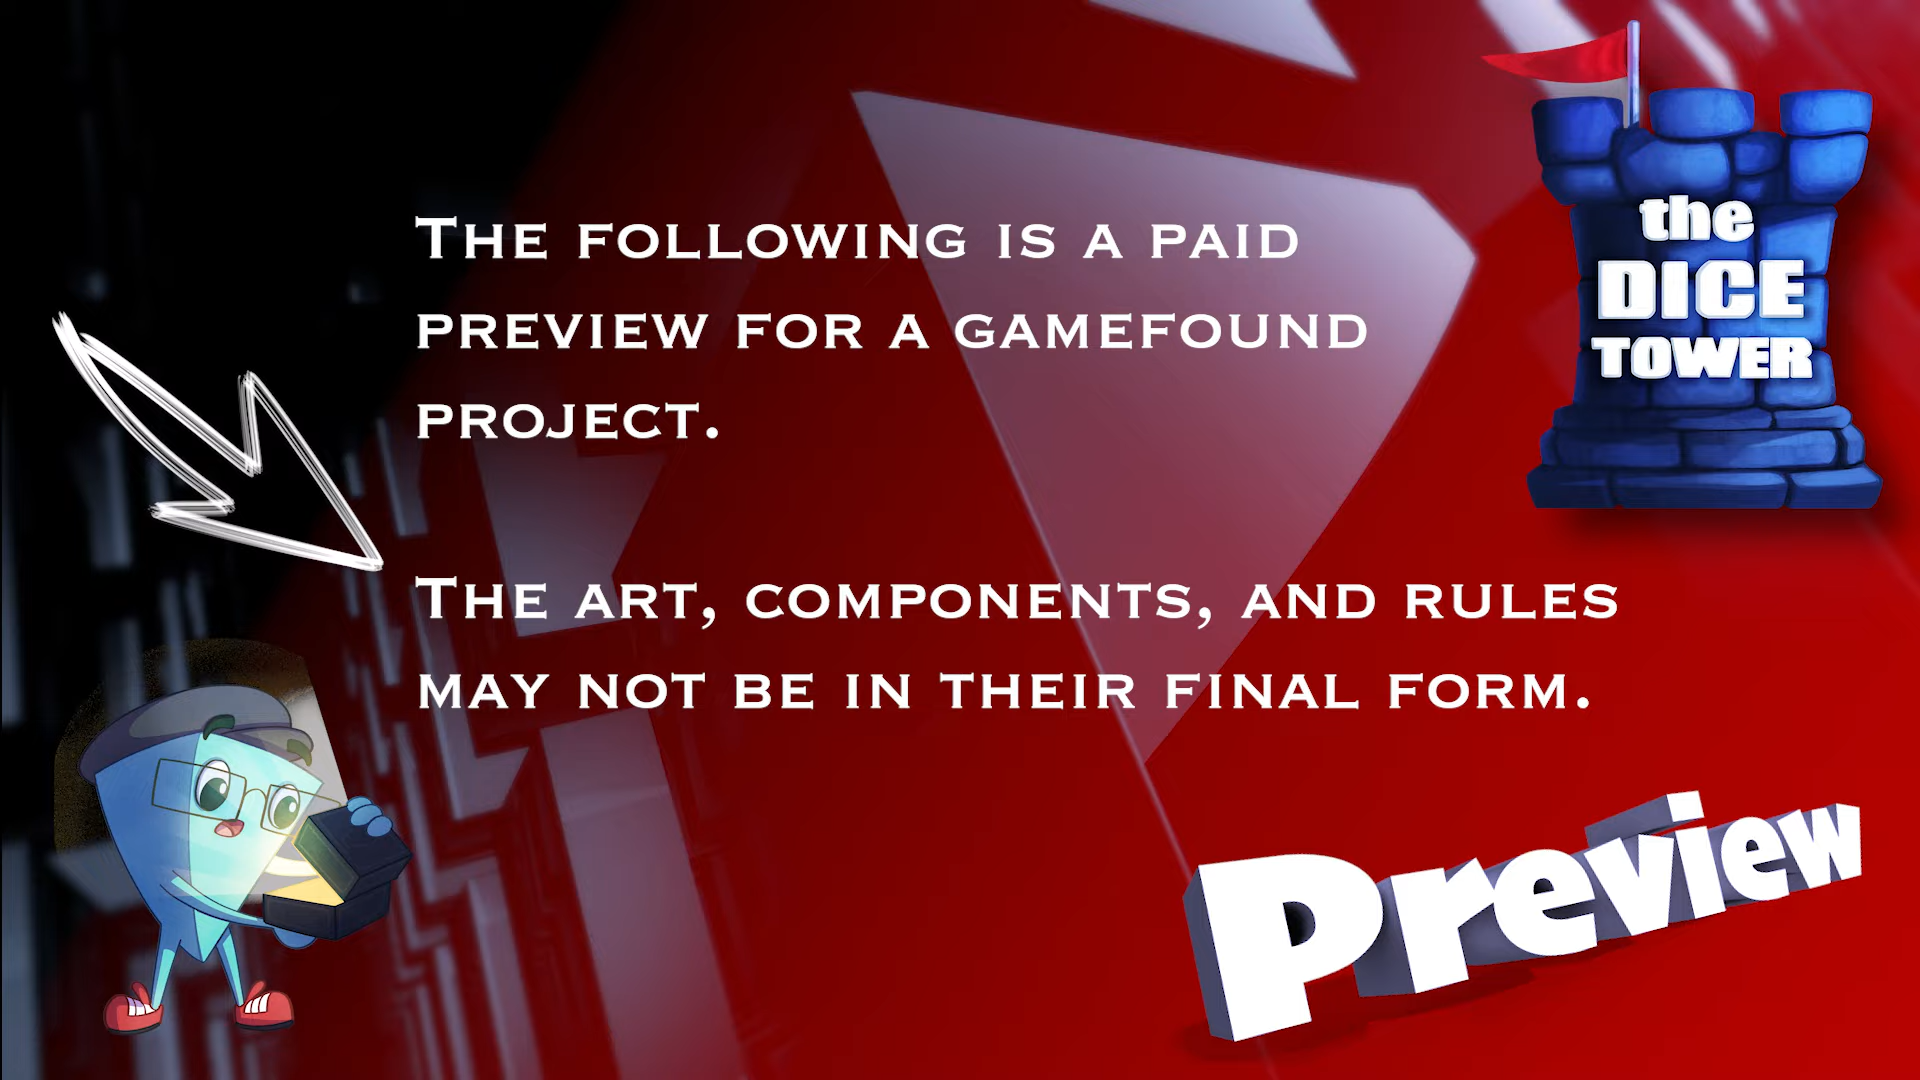 THE FOLLOWING IS A PAID
PREVIEW FOR A GAMEFOUND
PROJECT.
THE ART, COMPONENTS, AND RULES
MAY NOT BE IN THEIR FINAL FORM.
the
DICE
TOWER
Preview